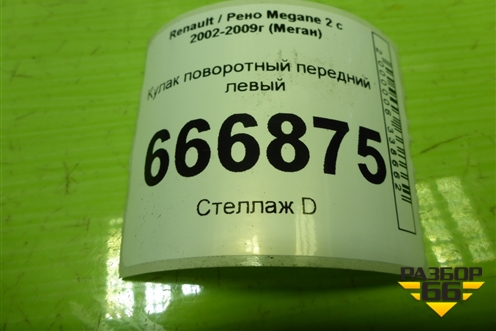 Renault / Рено Megane 2 с
2002-2009г (Меган)
Кулак поворотный передний
левый
666875
Стеллаж D
РАЗБОР
66